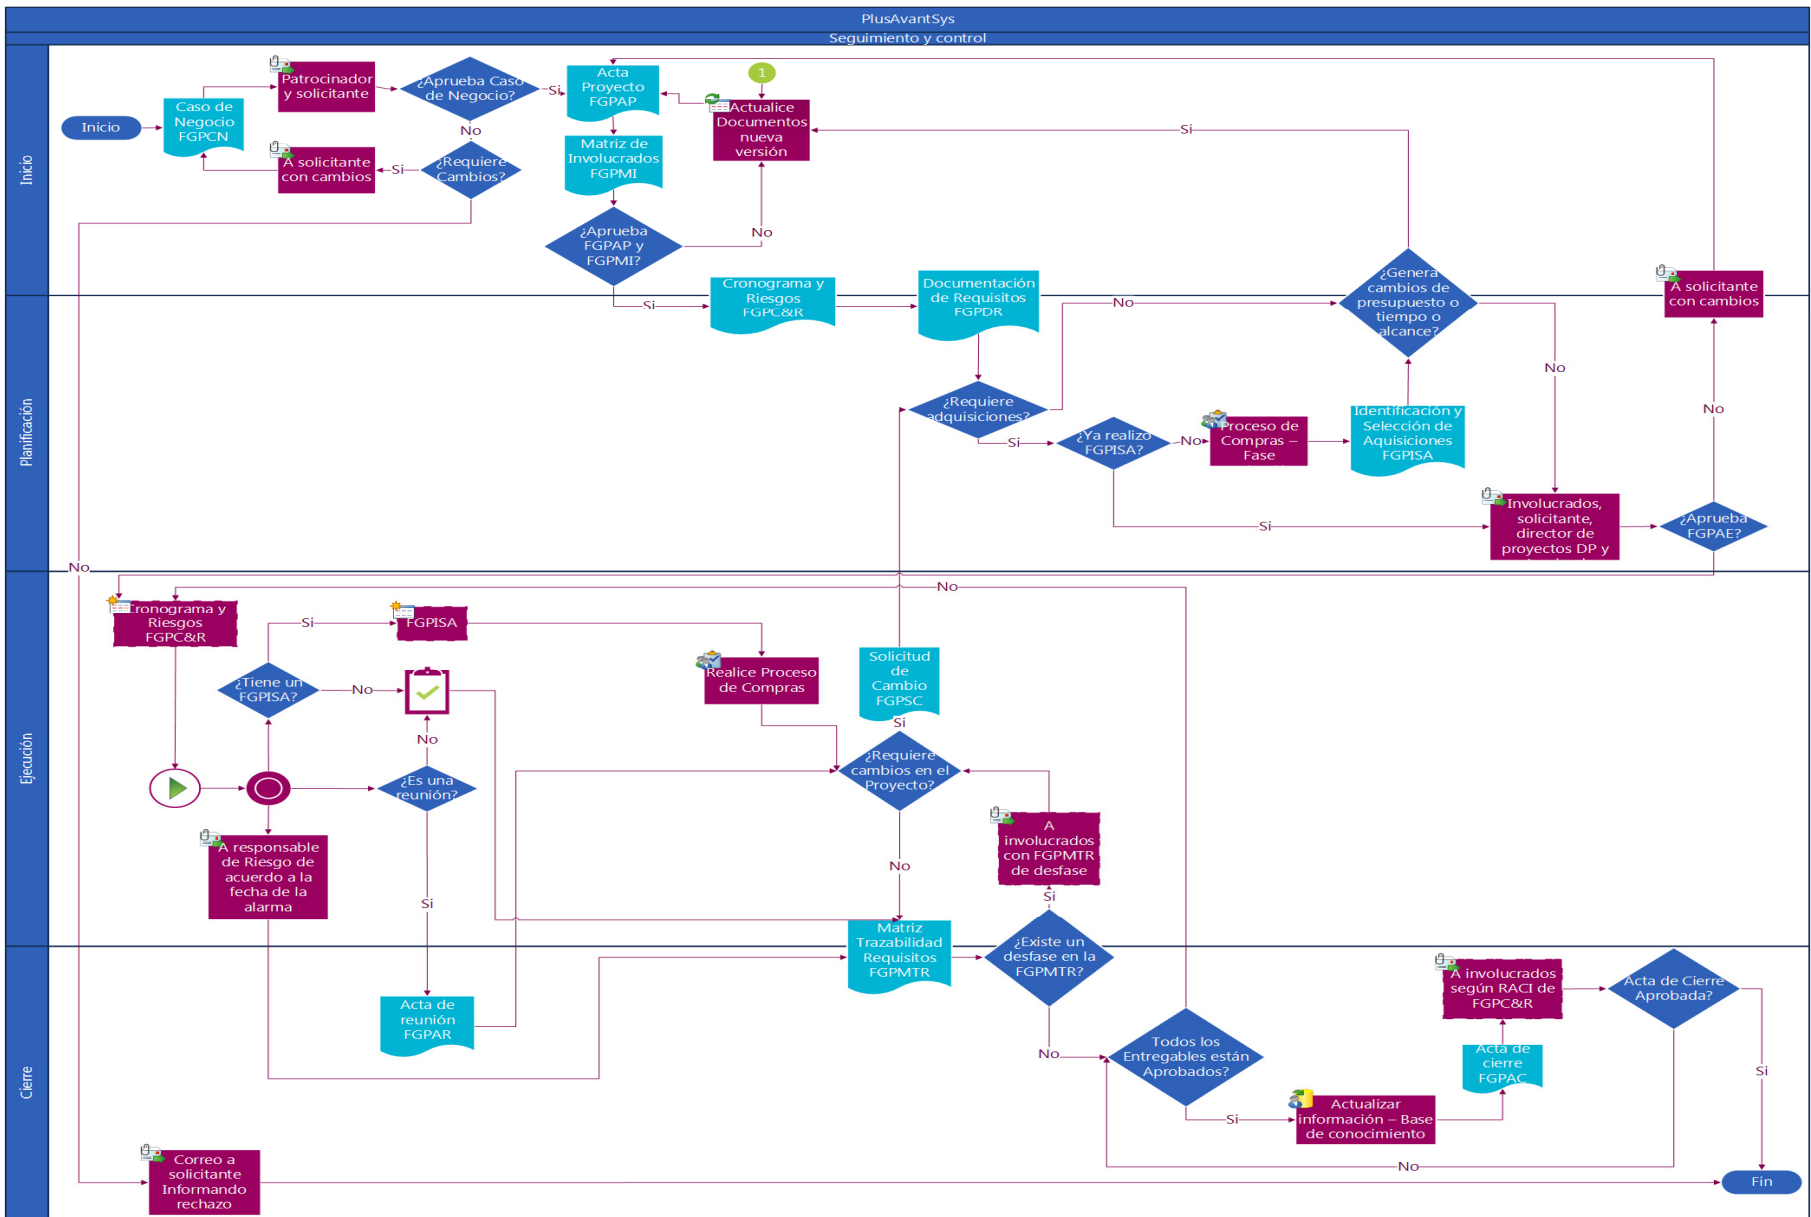 PlusAvantSys
Seguimiento y control
Inicio
Inicio
Caso de
Negocio
FGPCN
Patrocinador
y solicitante
A solicitante
con cambios
¿Aprueba Caso
de Negocio?
No
Si
¿Requiere
Cambios?
Si
Acta
Proyecto
FGPAP
Matriz de
Involucrados
FGPMI
¿Aprueba
FGPAP y
FGPMI?
1
Actualice
Documentos
nueva
versión
No
Si
Planificación
Si
Cronograma y
Riesgos
FGPC&R
Documentación
de Requisitos
FGPDR
No
¿Genera
cambios de
presupuesto o
tiempo o
alcance?
A solicitante
con cambios
No
No
¿Requiere
adquisiciones?
Si
¿Ya realizo
FGPISA?
No
Proceso de
Compras –
Fase
Identificación y
Selección de
Aquisiciones
FGPISA
Si
Involucrados,
solicitante,
director de
proyectos DP y
¿Aprueba
FGPAE?
No
Ejecución
No
Cronograma y
Riesgos
FGPC&R
Si
FGPISA
¿Tiene un
FGPISA?
No
No
¿Es una
reunión?
Si
A responsable
de Riesgo de
acuerdo a la
fecha de la
alarma
Realice Proceso
de Compras
Solicitud
de
Cambio
FGPSC
Si
¿Requiere
cambios en el
Proyecto?
No
A
involucrados
con FGPMTR
de desfase
Si
Cierre
Matriz
Trazabilidad
Requisitos
FGPMTR
¿Existe un
desfase en la
FGPMTR?
No
Acta de
reunión
FGPAR
Todos los
Entregables están
Aprobados?
Si
Actualizar
información – Base
de conocimiento
Acta de
cierre
FGPAC
A involucrados
según RACI de
FGPC&R
Acta de Cierre
Aprobada?
Si
No
Correo a
solicitante
Informando
rechazo
Fin